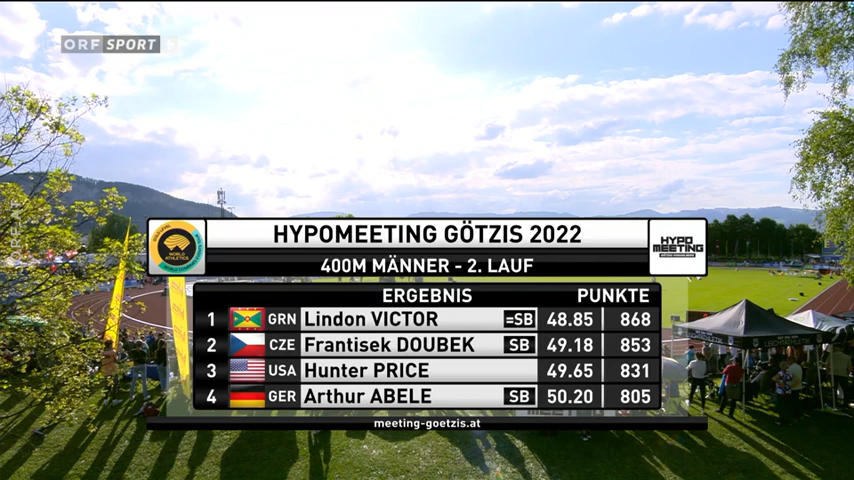 ORF SPORT
HYPOMEETING GÖTZIS 2022
WORLD ATHLETICS
HYPO MEETING
400M MÄNNER - 2. LAUF
ERGEBNIS PUNKTE
1 GRN Lindon VICTOR =SB 48.85 868
2 CZE Frantisek DOUBEK SB 49.18 853
3 USA Hunter PRICE 49.65 831
4 GER Arthur ABELE SB 50.20 805
meeting-goetzis.at